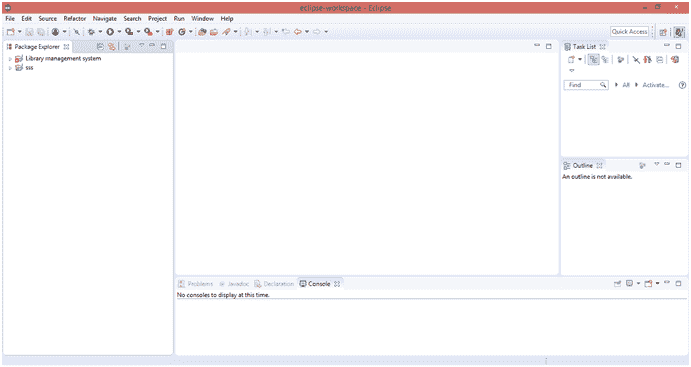 eclipse-workspace - Eclipse
File Edit Source Refactor Navigate Search Project Run Window Help
Quick Access
Package Explorer
Library management system
sss
Task List
Find
All
Activate...
Outline
An outline is not available.
Problems Javadoc Declaration Console
No consoles to display at this time.